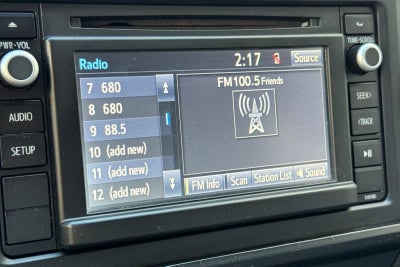 PWR•VOL
AUDIO
SETUP
Radio
2:17
Source
7 680
8 680
9 88.5
10 (add new)
11 (add new)
12 (add new)
FM100.5 Friends
FM Info
Scan
Station List
Sound
TUNE•SCROLL
SEEK>
<TRACK